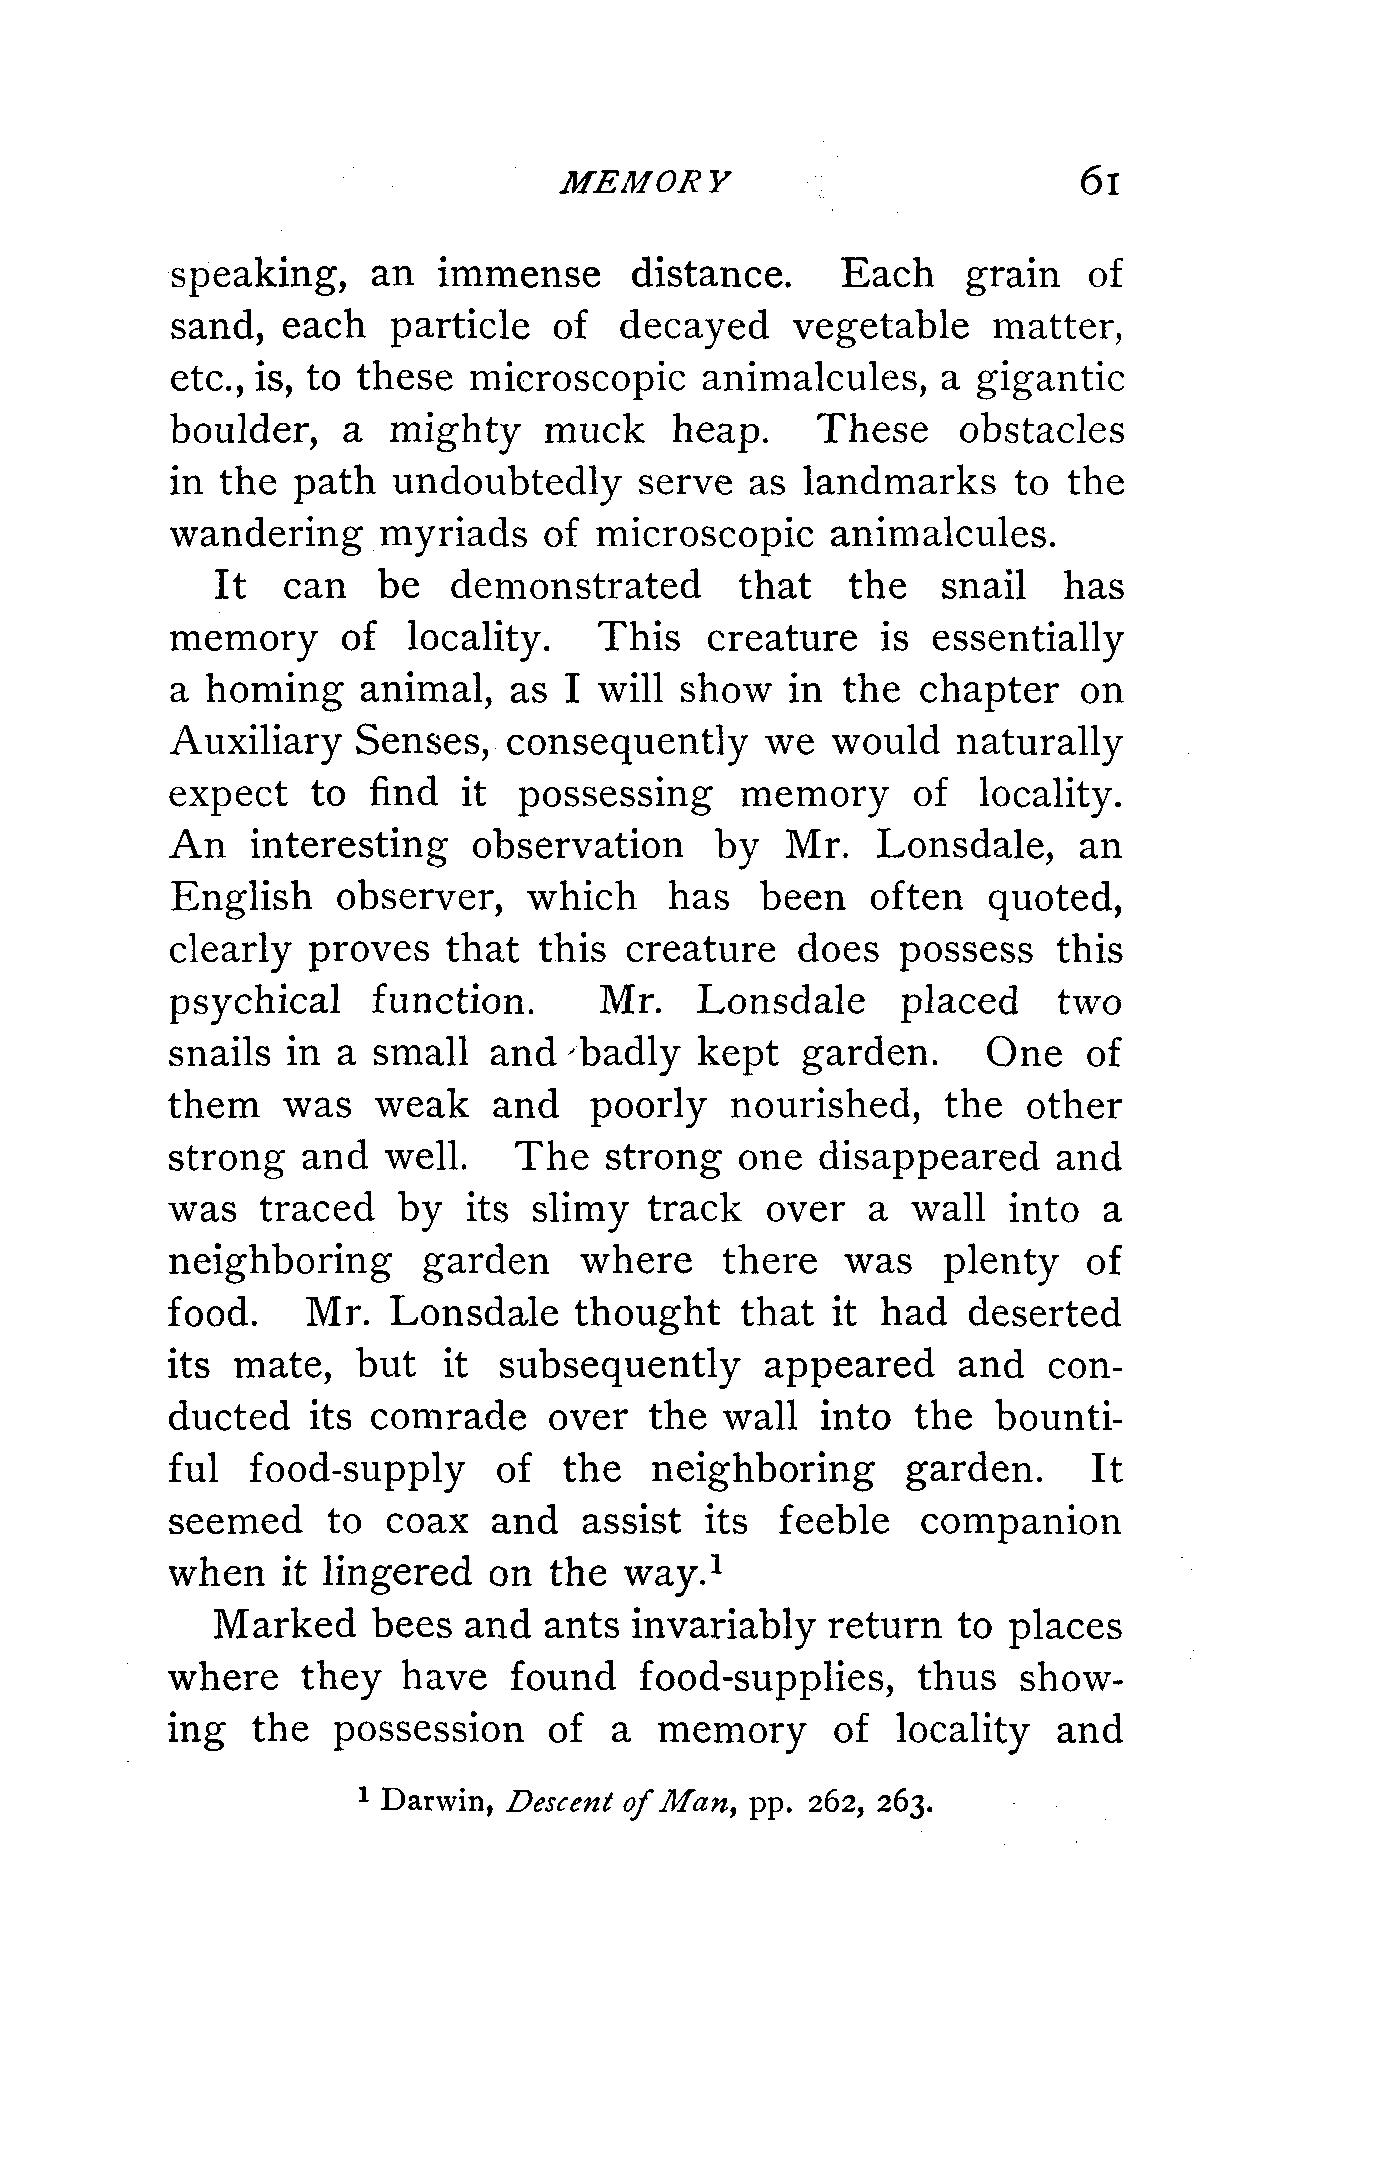 MEMORY 61
speaking, an immense distance. Each grain of
sand, each particle of decayed vegetable matter,
etc., is, to these microscopic animalcules, a gigantic
boulder, a mighty muck heap. These obstacles
in the path undoubtedly serve as landmarks to the
wandering myriads of microscopic animalcules.
It can be demonstrated that the snail has
memory of locality. This creature is essentially
a homing animal, as I will show in the chapter on
Auxiliary Senses, consequently we would naturally
expect to find it possessing memory of locality.
An interesting observation by Mr. Lonsdale, an
English observer, which has been often quoted,
clearly proves that this creature does possess this
psychical function. Mr. Lonsdale placed two
snails in a small and badly kept garden. One of
them was weak and poorly nourished, the other
strong and well. The strong one disappeared and
was traced by its slimy track over a wall into a
neighboring garden where there was plenty of
food. Mr. Lonsdale thought that it had deserted
its mate, but it subsequently appeared and con-
ducted its comrade over the wall into the bounti-
ful food-supply of the neighboring garden. It
seemed to coax and assist its feeble companion
when it lingered on the way.¹
Marked bees and ants invariably return to places
where they have found food-supplies, thus show-
ing the possession of a memory of locality and
¹ Darwin, Descent of Man, pp. 262, 263.